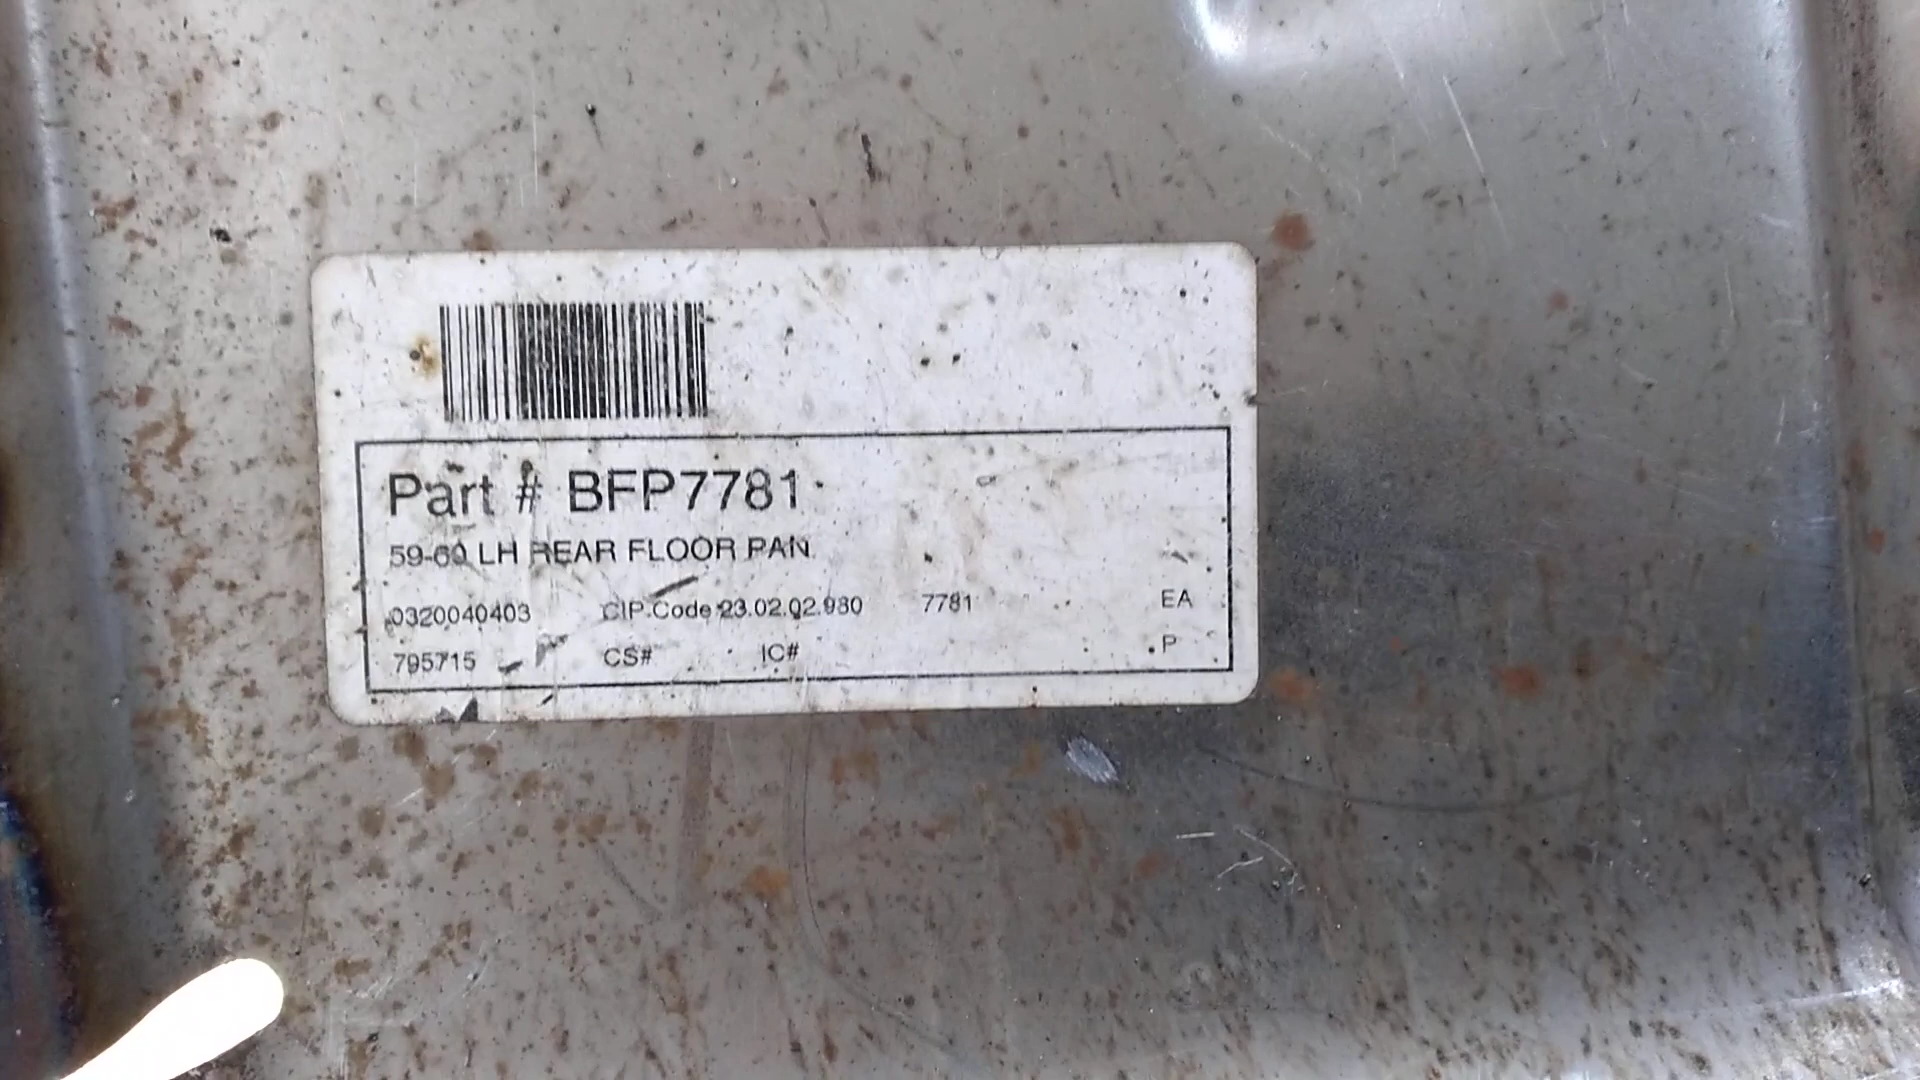 Part # BFP7781
59-60 LH REAR FLOOR PAN
0320040403 CIP Code 23.02.02.980 7781 EA
795715 CS# IC# P